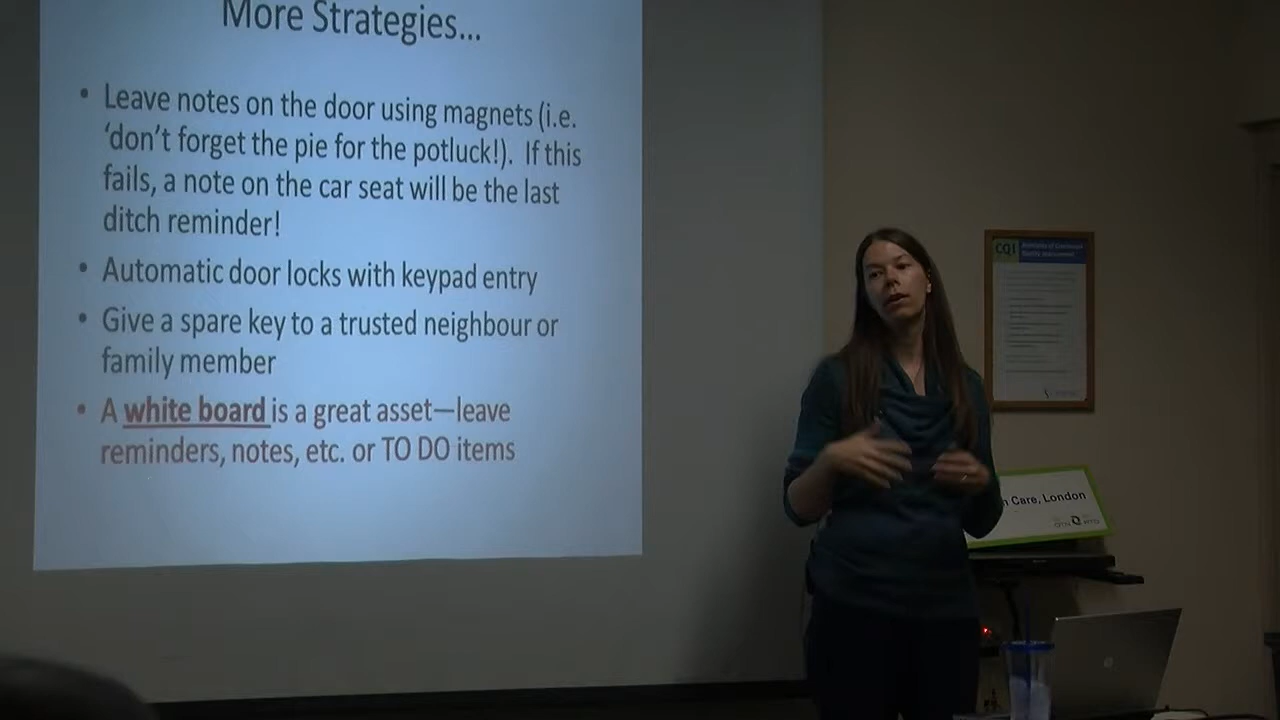 More Strategies...
• Leave notes on the door using magnets (i.e.
‘don’t forget the pie for the potluck!). If this
fails, a note on the car seat will be the last
ditch reminder!
• Automatic door locks with keypad entry
• Give a spare key to a trusted neighbour or
family member
• A white board is a great asset—leave
reminders, notes, etc. or TO DO items
CQI
Care, London